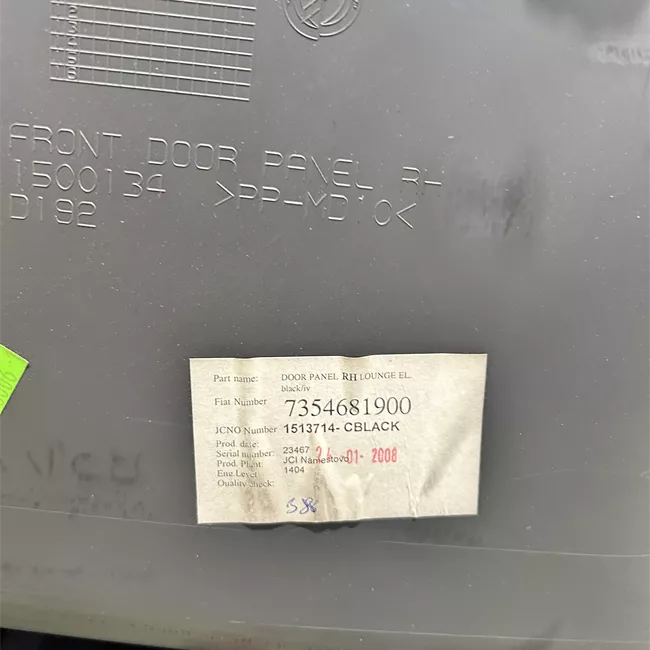 FRONT DOOR PANEL RH
1500134 >PP-MD10<
D192
Part name: DOOR PANEL RH LOUNGE EL.
black/iv
Fiat Number 7354681900
JCNO Number 1513714- CBLACK
Prod. date: 24-01-2008
Serial number: 23467
Prod. Plant: JCI Namestovo
Eng.Level 1404
Quality check: